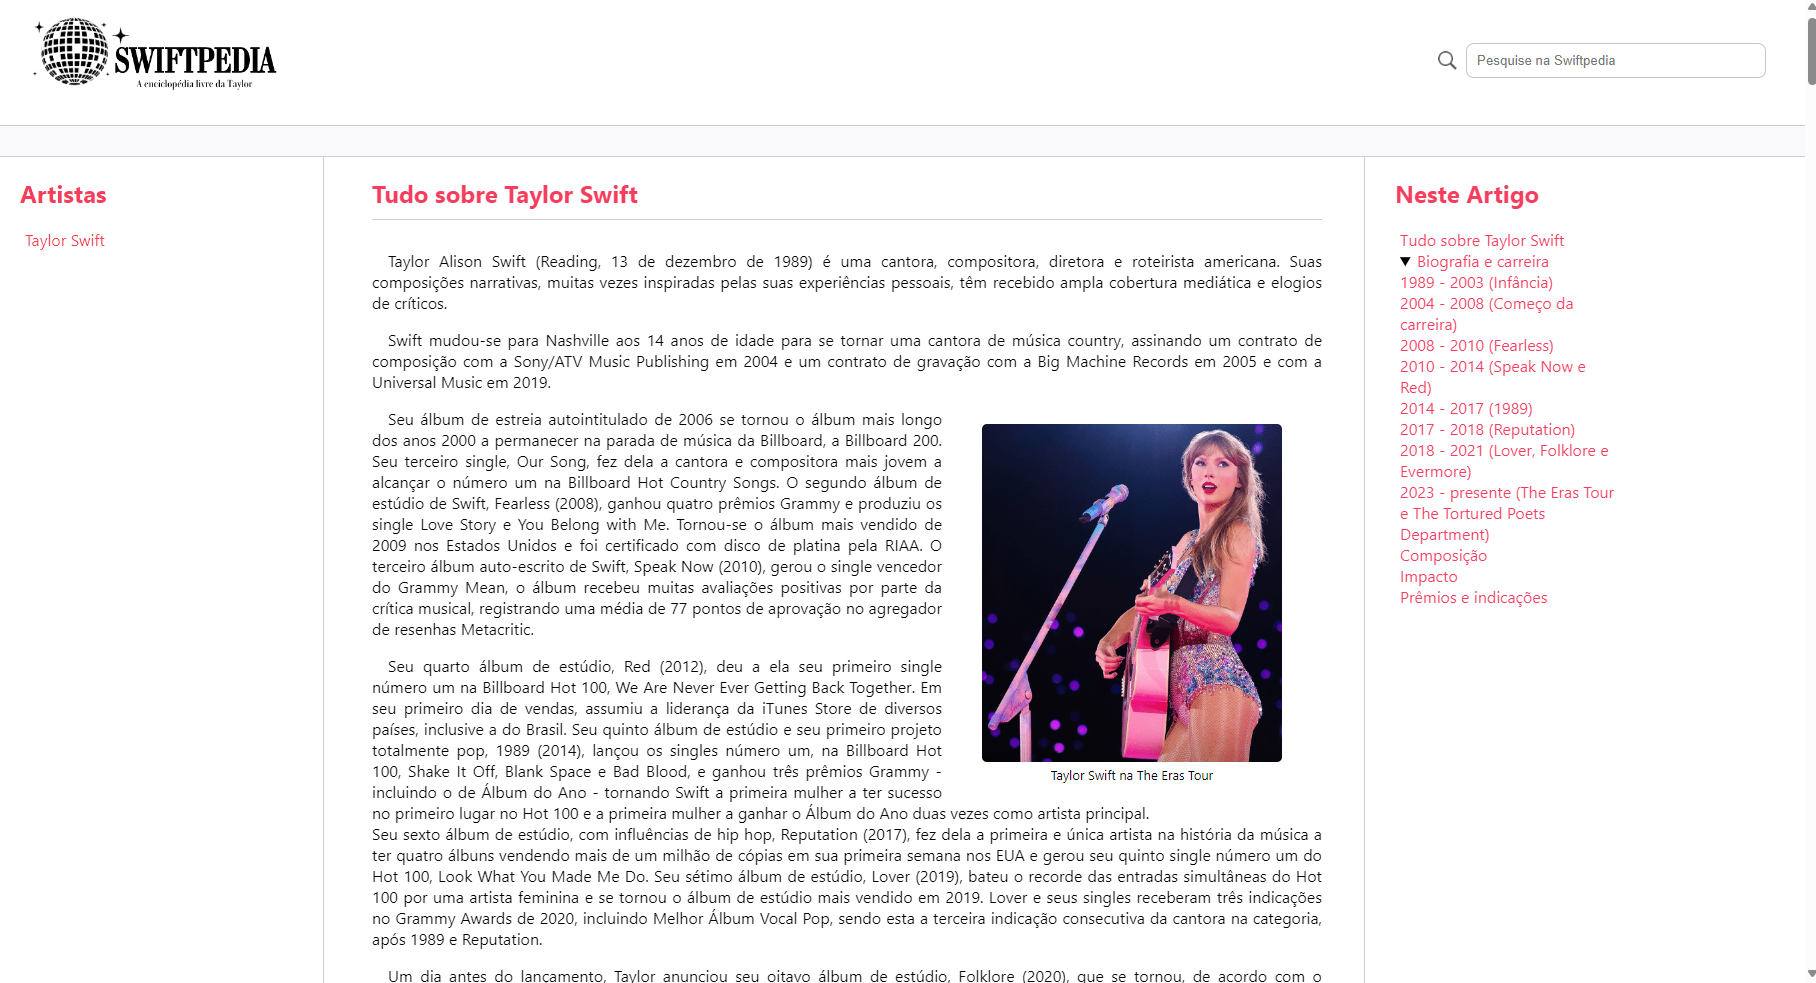 SWIFTPEDIA
A enciclopédia livre da Taylor
Pesquise na Swiftpedia
Artistas
Taylor Swift
Tudo sobre Taylor Swift
Taylor Alison Swift (Reading, 13 de dezembro de 1989) é uma cantora, compositora, diretora e roteirista americana. Suas
composições narrativas, muitas vezes inspiradas pelas suas experiências pessoais, têm recebido ampla cobertura mediática e elogios
de críticos.
Swift mudou-se para Nashville aos 14 anos de idade para se tornar uma cantora de música country, assinando um contrato de
composição com a Sony/ATV Music Publishing em 2004 e um contrato de gravação com a Big Machine Records em 2005 e com a
Universal Music em 2019.
Seu álbum de estreia autointitulado de 2006 se tornou o álbum mais longo
dos anos 2000 a permanecer na parada de música da Billboard, a Billboard 200.
Seu terceiro single, Our Song, fez dela a cantora e compositora mais jovem a
alcançar o número um na Billboard Hot Country Songs. O segundo álbum de
estúdio de Swift, Fearless (2008), ganhou quatro prêmios Grammy e produziu os
single Love Story e You Belong with Me. Tornou-se o álbum mais vendido de
2009 nos Estados Unidos e foi certificado com disco de platina pela RIAA. O
terceiro álbum auto-escrito de Swift, Speak Now (2010), gerou o single vencedor
do Grammy Mean, o álbum recebeu muitas avaliações positivas por parte da
crítica musical, registrando uma média de 77 pontos de aprovação no agregador
de resenhas Metacritic.
Seu quarto álbum de estúdio, Red (2012), deu a ela seu primeiro single
número um na Billboard Hot 100, We Are Never Ever Getting Back Together. Em
seu primeiro dia de vendas, assumiu a liderança da iTunes Store de diversos
países, inclusive a do Brasil. Seu quinto álbum de estúdio e seu primeiro projeto
totalmente pop, 1989 (2014), lançou os singles número um, na Billboard Hot
100, Shake It Off, Blank Space e Bad Blood, e ganhou três prêmios Grammy -
incluindo o de Álbum do Ano - tornando Swift a primeira mulher a ter sucesso
no primeiro lugar no Hot 100 e a primeira mulher a ganhar o Álbum do Ano duas vezes como artista principal.
Seu sexto álbum de estúdio, com influências de hip hop, Reputation (2017), fez dela a primeira e única artista na história da música a
ter quatro álbuns vendendo mais de um milhão de cópias em sua primeira semana nos EUA e gerou seu quinto single número um do
Hot 100, Look What You Made Me Do. Seu sétimo álbum de estúdio, Lover (2019), bateu o recorde das entradas simultâneas do Hot
100 por uma artista feminina e se tornou o álbum de estúdio mais vendido em 2019. Lover e seus singles receberam três indicações
no Grammy Awards de 2020, incluindo Melhor Álbum Vocal Pop, sendo esta a terceira indicação consecutiva da cantora na categoria,
após 1989 e Reputation.
Um dia antes do lançamento, Taylor anunciou seu oitavo álbum de estúdio, Folklore (2020), que se tornou, de acordo com o
Taylor Swift na The Eras Tour
Neste Artigo
Tudo sobre Taylor Swift
Biografia e carreira
1989 - 2003 (Infância)
2004 - 2008 (Começo da
carreira)
2008 - 2010 (Fearless)
2010 - 2014 (Speak Now e
Red)
2014 - 2017 (1989)
2017 - 2018 (Reputation)
2018 - 2021 (Lover, Folklore e
Evermore)
2023 - presente (The Eras Tour
e The Tortured Poets
Department)
Composição
Impacto
Prêmios e indicações